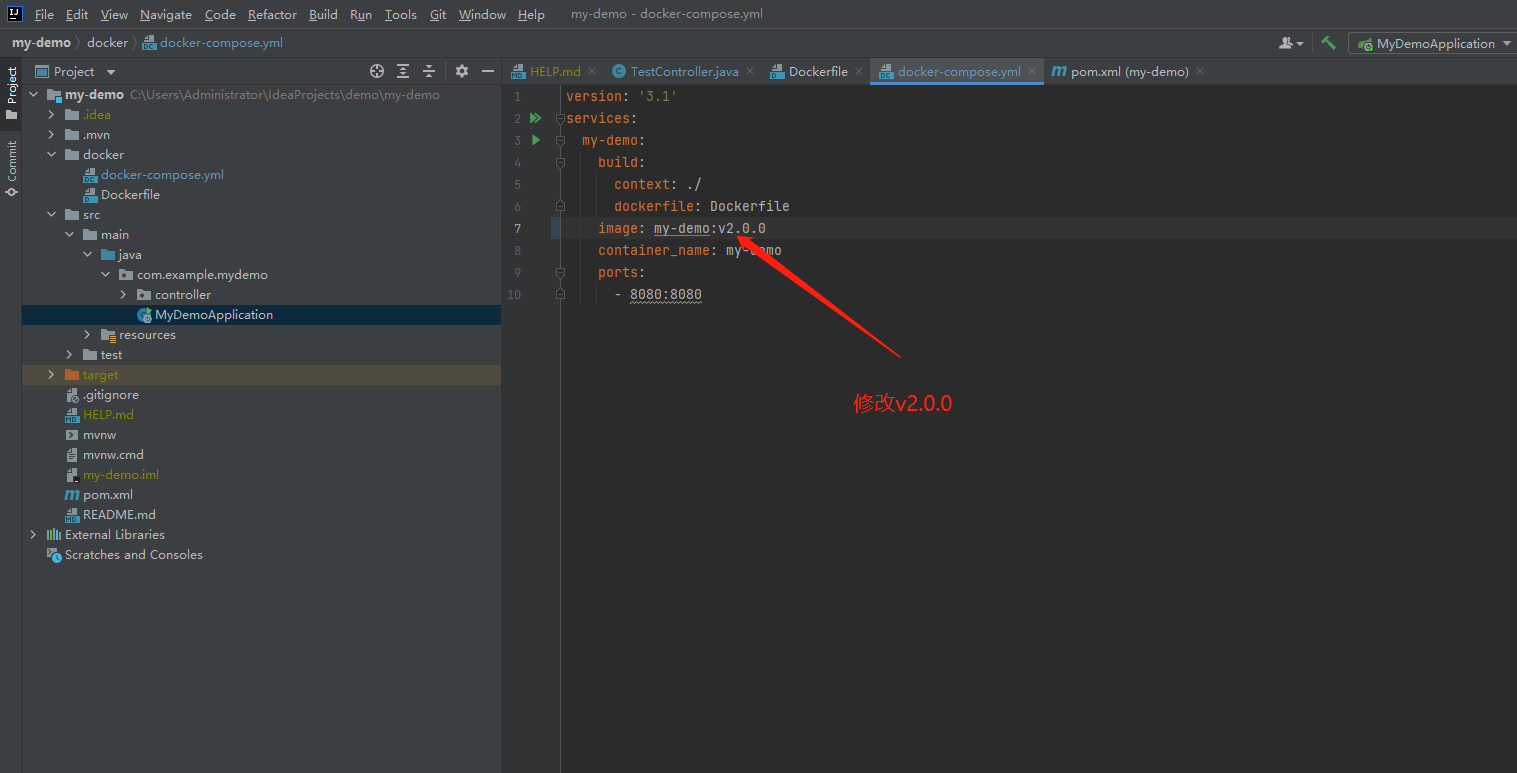 File Edit View Navigate Code Refactor Build Run Tools Git Window Help my-demo - docker-compose.yml
my-demo docker docker-compose.yml MyDemoApplication
Project
Commit
Project
my-demo C:\Users\Administrator\IdeaProjects\demo\my-demo
.idea
.mvn
docker
docker-compose.yml
Dockerfile
src
main
java
com.example.mydemo
controller
MyDemoApplication
resources
test
target
.gitignore
HELP.md
mvnw
mvnw.cmd
my-demo.iml
pom.xml
README.md
External Libraries
Scratches and Consoles
HELP.md TestController.java Dockerfile docker-compose.yml pom.xml (my-demo)
1 version: '3.1'
2 services:
3 my-demo:
4 build:
5 context: ./
6 dockerfile: Dockerfile
7 image: my-demo:v2.0.0
8 container_name: my-demo
9 ports:
10 - 8080:8080
修改v2.0.0